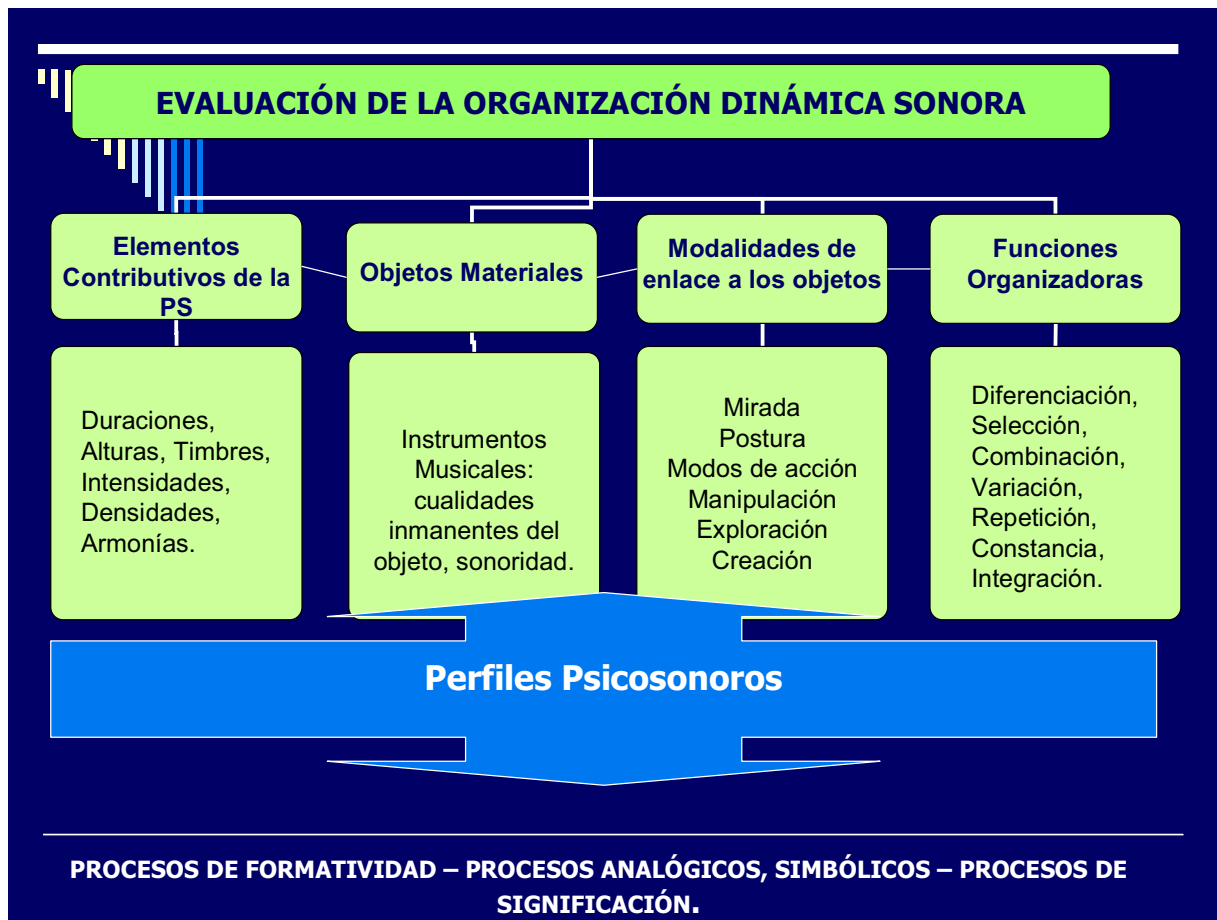 EVALUACIÓN DE LA ORGANIZACIÓN DINÁMICA SONORA
Elementos
Contributivos de la
PS
Objetos Materiales
Modalidades de
enlace a los objetos
Funciones
Organizadoras
Duraciones,
Alturas, Timbres,
Intensidades,
Densidades,
Armonías.
Instrumentos
Musicales:
cualidades
inmanentes del
objeto, sonoridad.
Mirada
Postura
Modos de acción
Manipulación
Exploración
Creación
Diferenciación,
Selección,
Combinación,
Variación,
Repetición,
Constancia,
Integración.
Perfiles Psicosonoros
PROCESOS DE FORMATIVIDAD – PROCESOS ANALÓGICOS, SIMBÓLICOS – PROCESOS DE
SIGNIFICACIÓN.